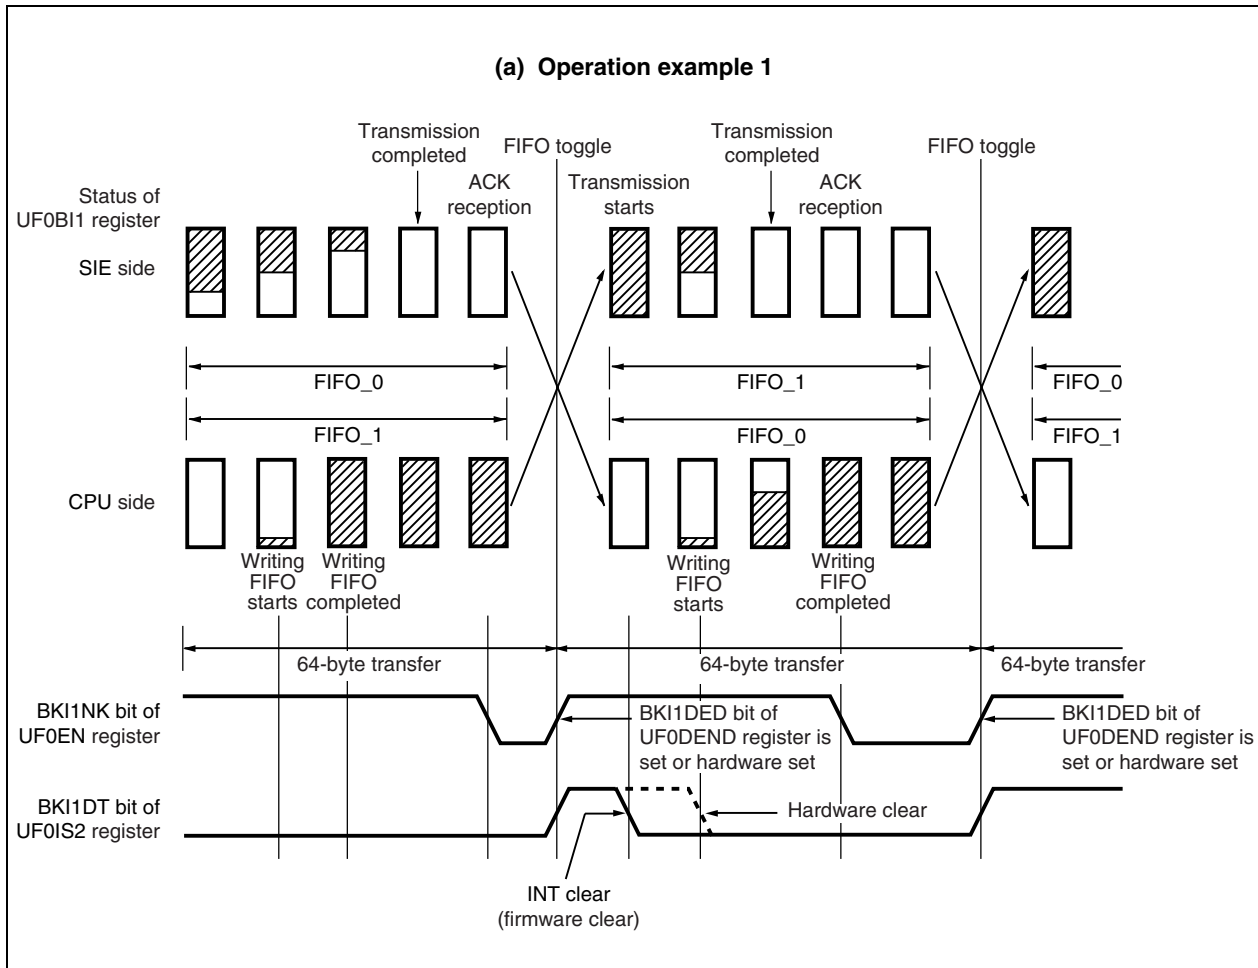 (a) Operation example 1
Transmission
completed
FIFO toggle
Transmission
completed
FIFO toggle
Status of
UF0BI1 register
ACK
reception
Transmission
starts
ACK
reception
SIE side
FIFO_0
FIFO_1
FIFO_0
FIFO_1
FIFO_0
FIFO_1
CPU side
Writing
FIFO
starts
Writing
FIFO
completed
Writing
FIFO
starts
Writing
FIFO
completed
64-byte transfer
64-byte transfer
64-byte transfer
BKI1NK bit of
UF0EN register
BKI1DED bit of
UF0DEND register is
set or hardware set
BKI1DED bit of
UF0DEND register is
set or hardware set
BKI1DT bit of
UF0IS2 register
Hardware clear
INT clear
(firmware clear)